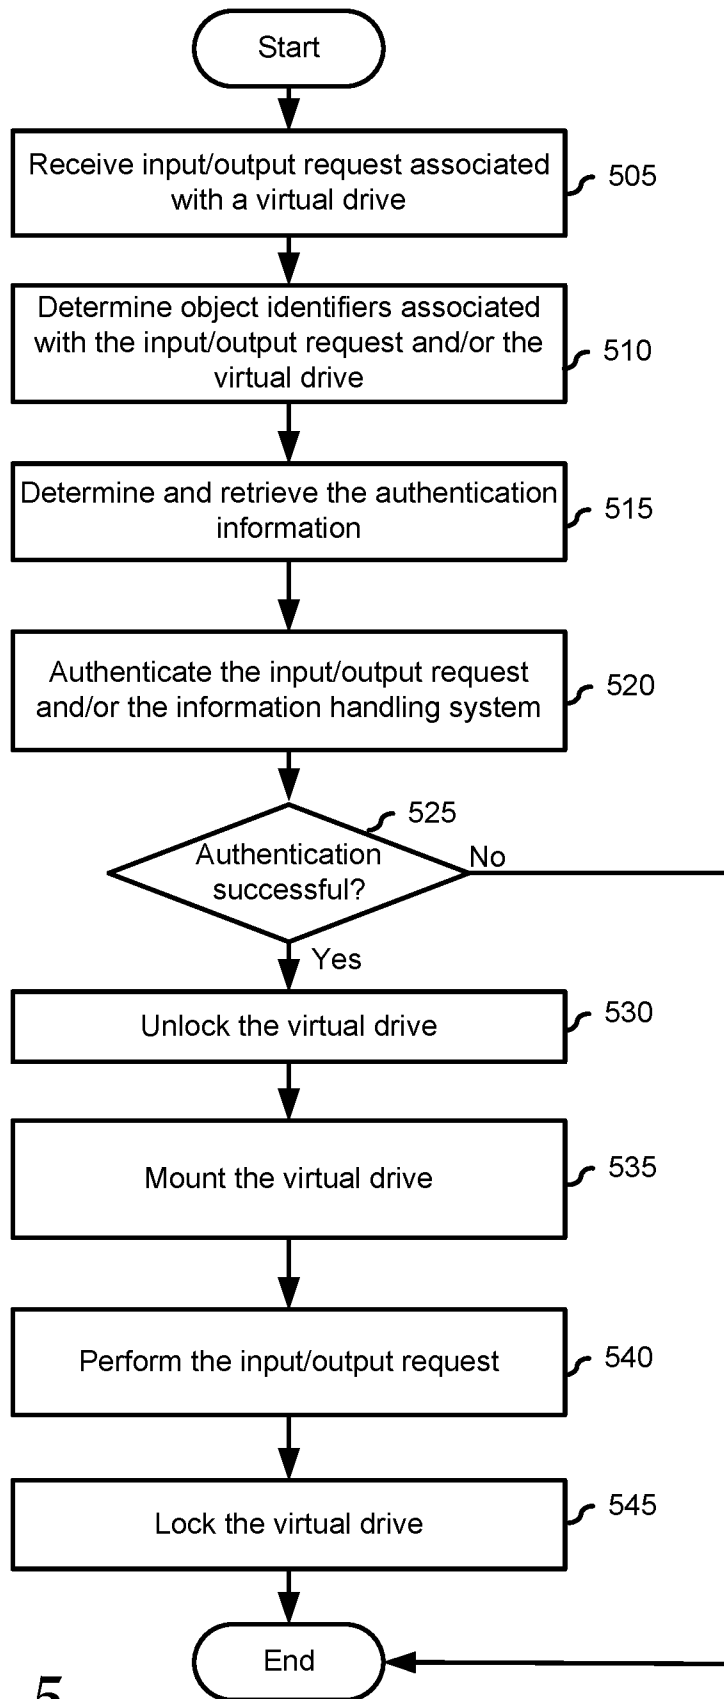 Start
Receive input/output request associated
with a virtual drive
505
Determine object identifiers associated
with the input/output request and/or the
virtual drive
510
Determine and retrieve the authentication
information
515
Authenticate the input/output request
and/or the information handling system
520
525
Authentication
successful?
No
Yes
Unlock the virtual drive
530
Mount the virtual drive
535
Perform the input/output request
540
Lock the virtual drive
545
End
5